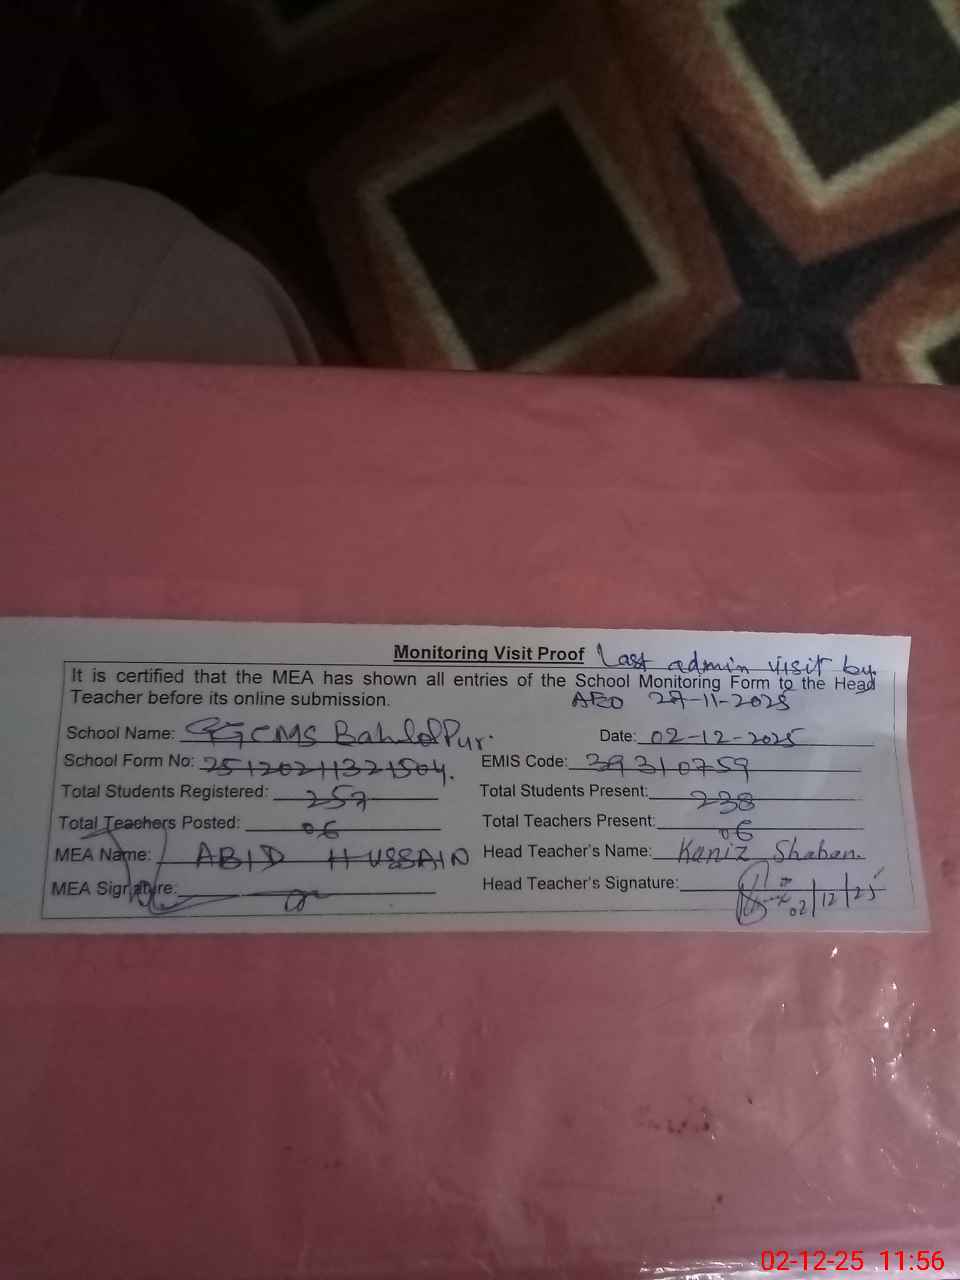 Monitoring Visit Proof Last admin visit by
AEO 27-11-2025
It is certified that the MEA has shown all entries of the School Monitoring Form to the Head
Teacher before its online submission.
School Name: GGCMS BahlolPur. Date: 02-12-2025
School Form No: 25120211321504. EMIS Code: 39310759
Total Students Registered: 257 Total Students Present: 238
Total Teachers Posted: 06 Total Teachers Present: 06
MEA Name: ABID HUSSAIN Head Teacher's Name: Kaniz Shaban.
MEA Signature: Head Teacher's Signature: 02/12/25
02-12-25 11:56